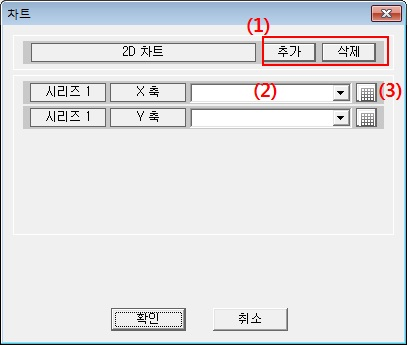 차트
(1)
2D 차트 추가 삭제
시리즈 1 X 축 (2) (3)
시리즈 1 Y 축
확인 취소